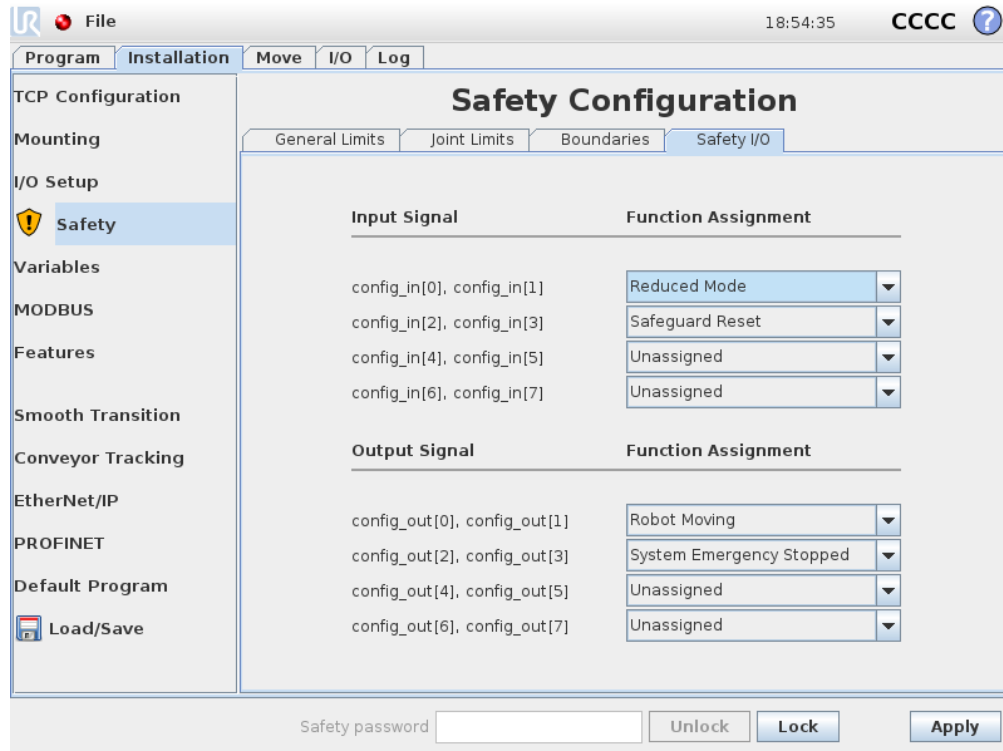 UR File 18:54:35 CCCC ?
Program Installation Move I/O Log
TCP Configuration
Mounting
I/O Setup
Safety
Variables
MODBUS
Features
Smooth Transition
Conveyor Tracking
EtherNet/IP
PROFINET
Default Program
Load/Save
Safety Configuration
General Limits Joint Limits Boundaries Safety I/O
Input Signal Function Assignment
config_in[0], config_in[1] Reduced Mode
config_in[2], config_in[3] Safeguard Reset
config_in[4], config_in[5] Unassigned
config_in[6], config_in[7] Unassigned
Output Signal Function Assignment
config_out[0], config_out[1] Robot Moving
config_out[2], config_out[3] System Emergency Stopped
config_out[4], config_out[5] Unassigned
config_out[6], config_out[7] Unassigned
Safety password Unlock Lock Apply